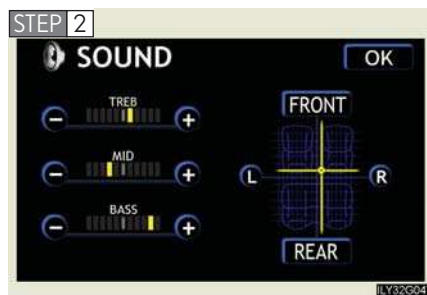 STEP 2
SOUND
OK
TREB
FRONT
MID
L
R
BASS
REAR
ILY32G04